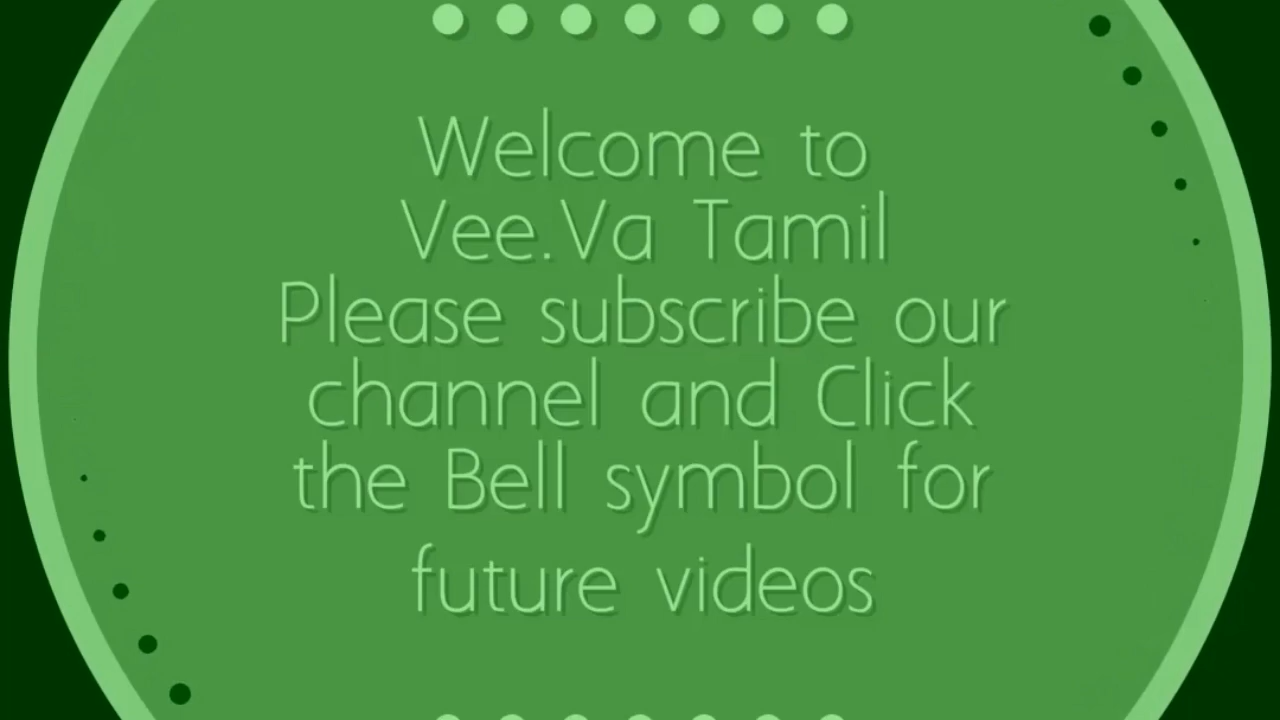 Welcome to
Vee.Va Tamil
Please subscribe our
channel and Click
the Bell symbol for
future videos